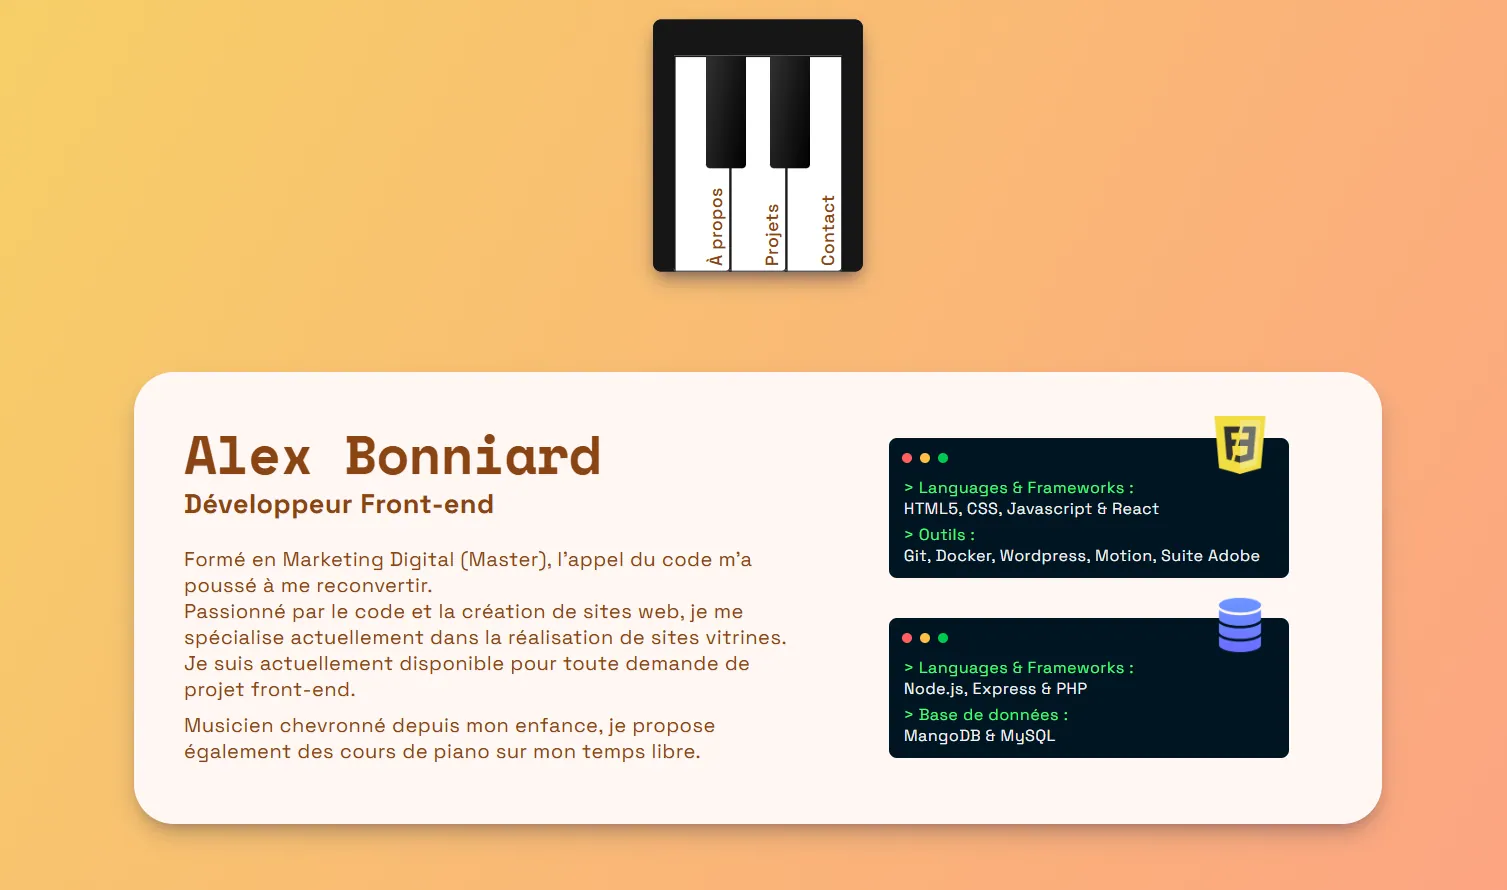 À propos
Projets
Contact
Alex Bonniard
Développeur Front-end
Formé en Marketing Digital (Master), l'appel du code m'a
poussé à me reconvertir.
Passionné par le code et la création de sites web, je me
spécialise actuellement dans la réalisation de sites vitrines.
Je suis actuellement disponible pour toute demande de
projet front-end.
Musicien chevronné depuis mon enfance, je propose
également des cours de piano sur mon temps libre.
> Languages & Frameworks :
HTML5, CSS, Javascript & React
> Outils :
Git, Docker, Wordpress, Motion, Suite Adobe
> Languages & Frameworks :
Node.js, Express & PHP
> Base de données :
MangoDB & MySQL